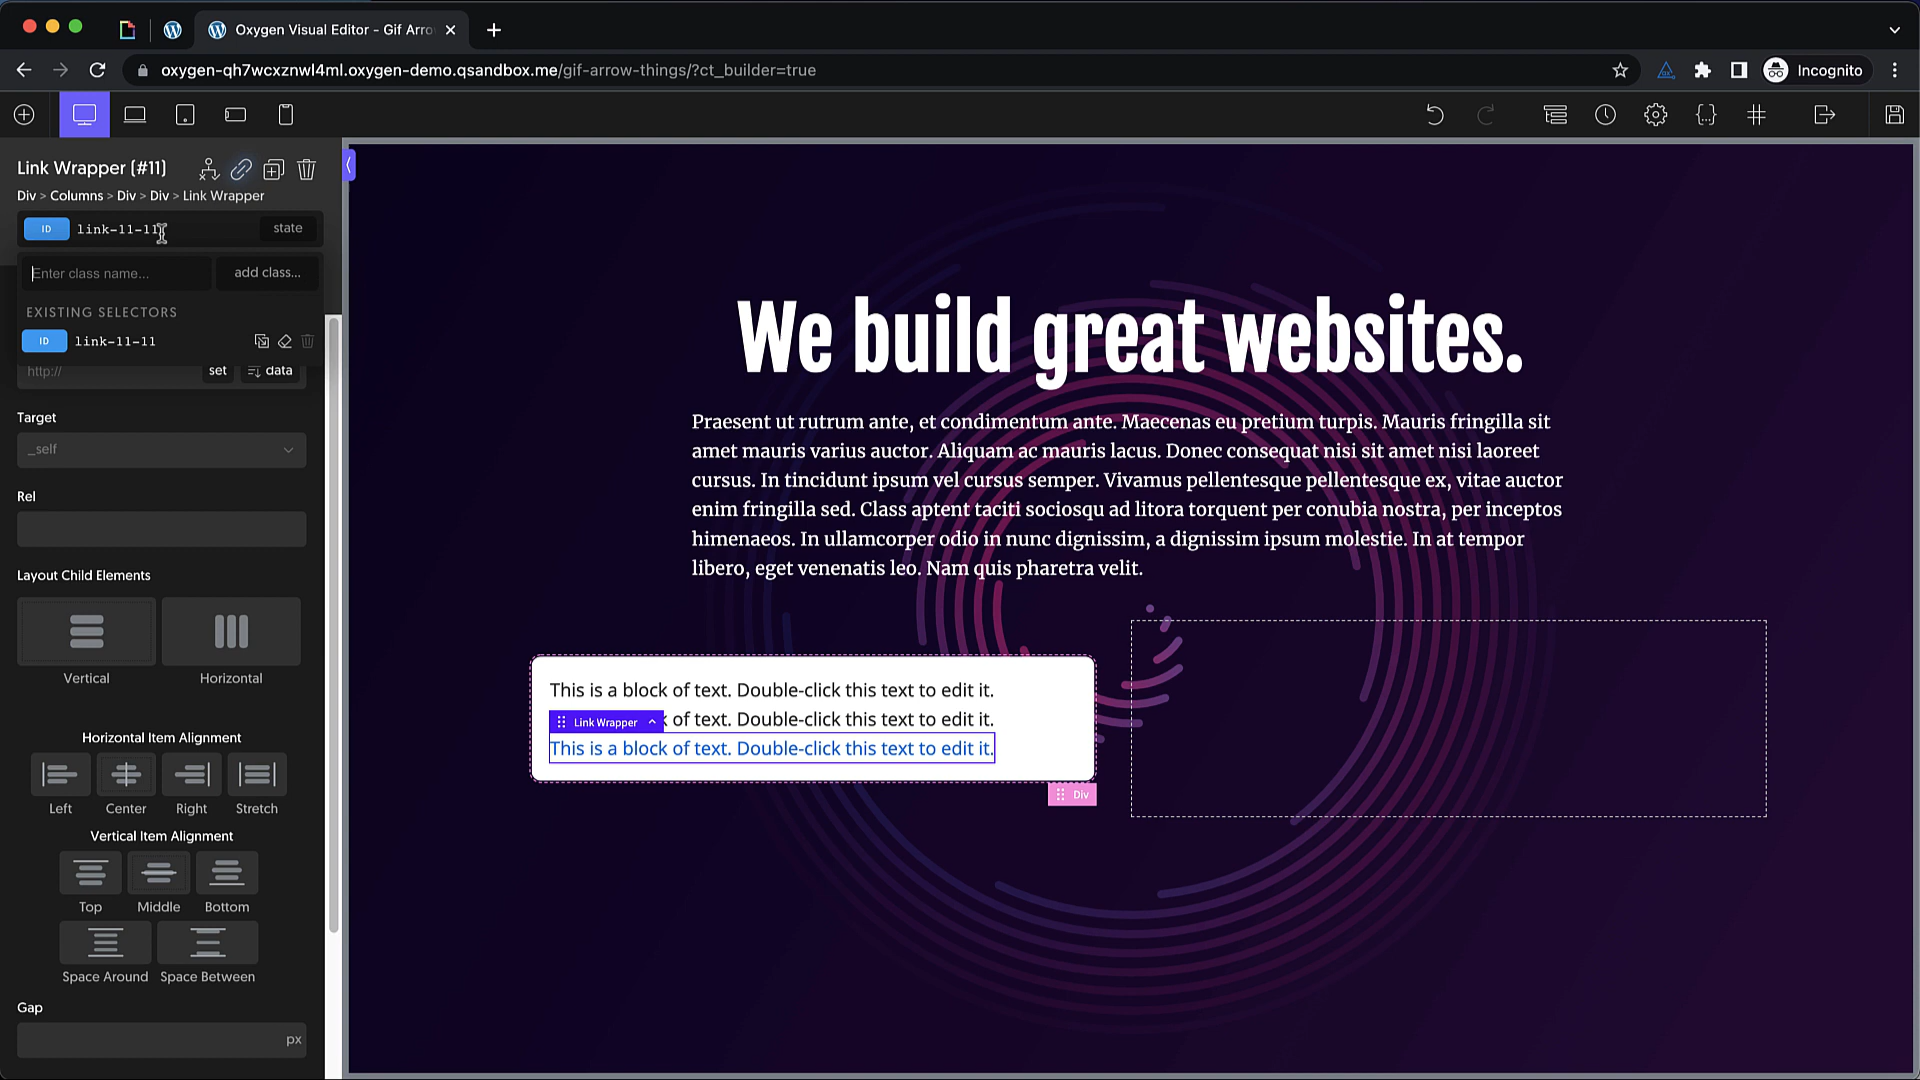 Oxygen Visual Editor - Gif Arro
oxygen-qh7wcxznwl4ml.oxygen-demo.qsandbox.me/gif-arrow-things/?ct_builder=true
Incognito
Link Wrapper (#11)
Div > Columns > Div > Div > Link Wrapper
ID link-11-11 state
Enter class name... add class...
EXISTING SELECTORS
ID link-11-11
http:// set data
Target
_self
Rel
Layout Child Elements
Vertical Horizontal
Horizontal Item Alignment
Left Center Right Stretch
Vertical Item Alignment
Top Middle Bottom
Space Around Space Between
Gap
px
We build great websites.
Praesent ut rutrum ante, et condimentum ante. Maecenas eu pretium turpis. Mauris fringilla sit
amet mauris varius auctor. Aliquam ac mauris lacus. Donec consequat nisi sit amet nisi laoreet
cursus. In tincidunt ipsum vel cursus semper. Vivamus pellentesque pellentesque ex, vitae auctor
enim fringilla sed. Class aptent taciti sociosqu ad litora torquent per conubia nostra, per inceptos
himenaeos. In ullamcorper odio in nunc dignissim, a dignissim ipsum molestie. In at tempor
libero, eget venenatis leo. Nam quis pharetra velit.
This is a block of text. Double-click this text to edit it.
Link Wrapper k of text. Double-click this text to edit it.
This is a block of text. Double-click this text to edit it.
Div